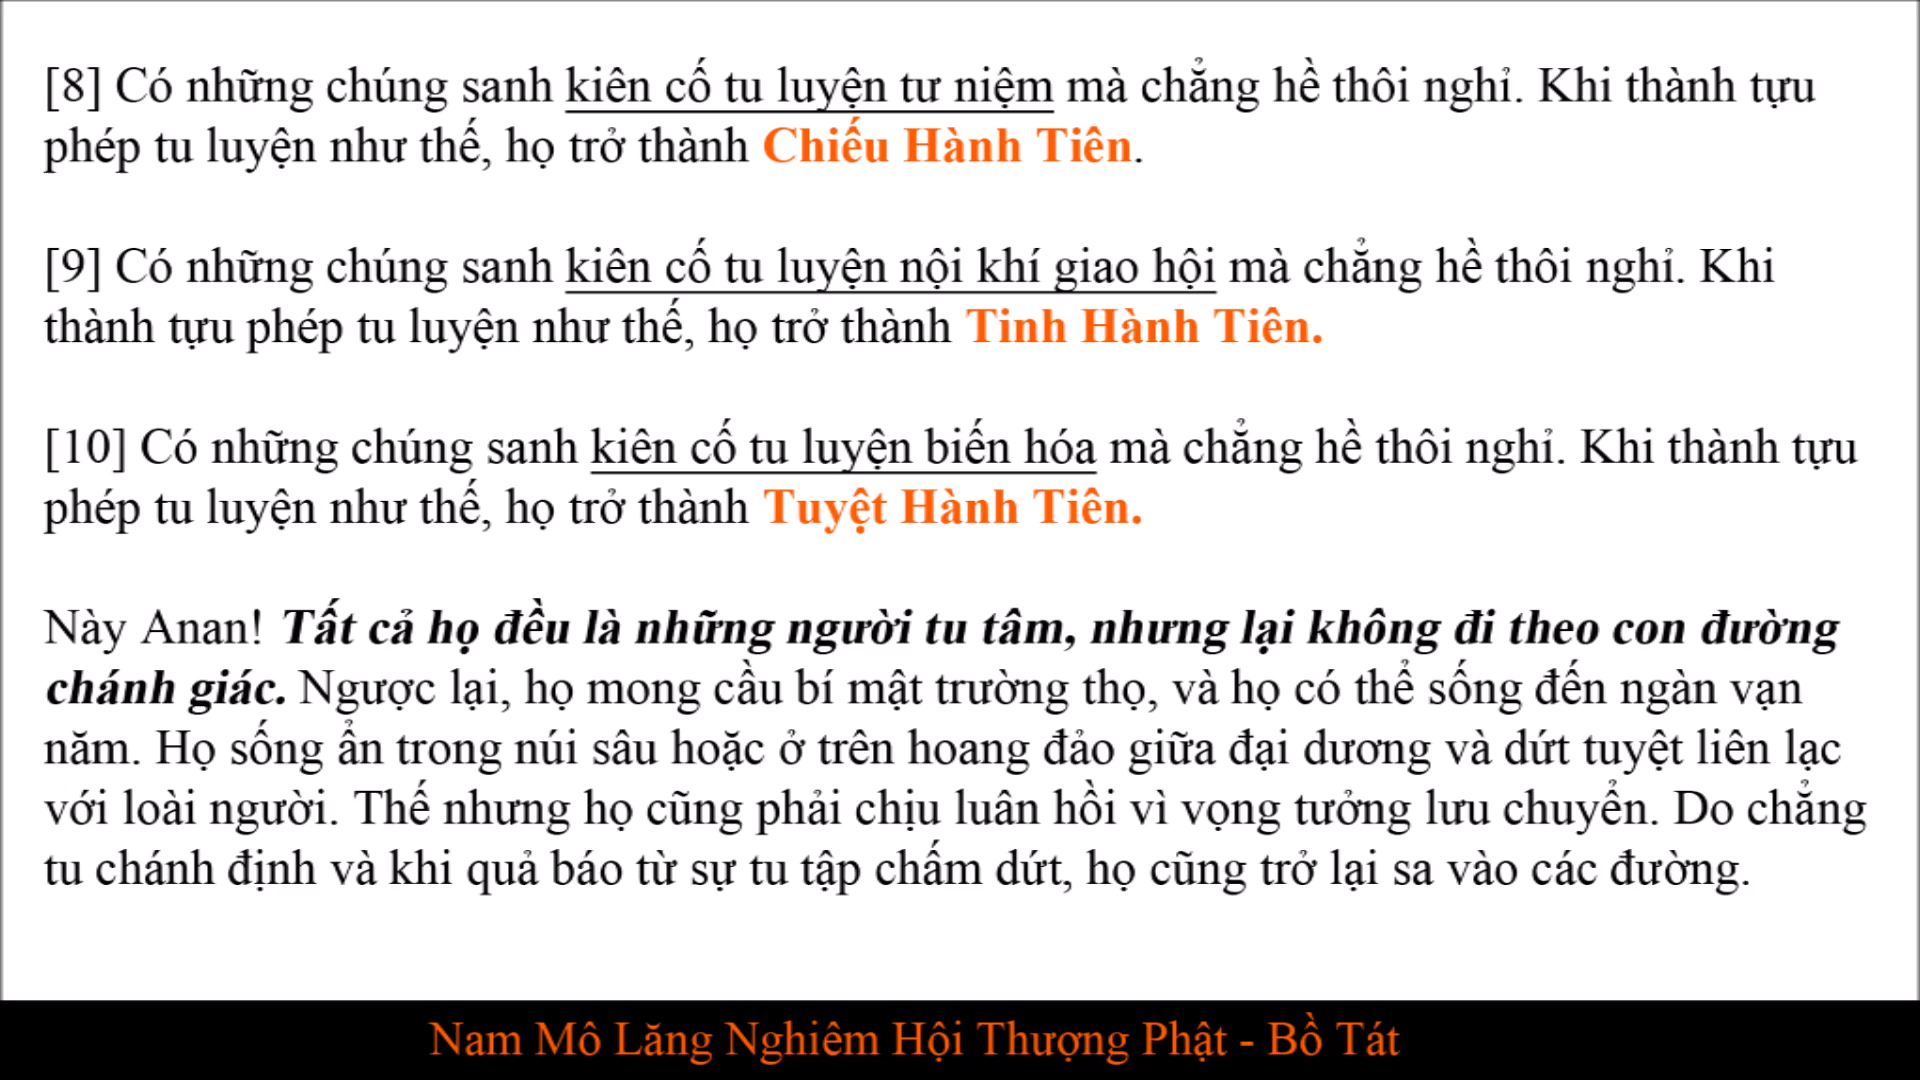 [8] Có những chúng sanh kiên cố tu luyện tư niệm mà chẳng hề thôi nghỉ. Khi thành tựu
phép tu luyện như thế, họ trở thành Chiếu Hành Tiên.
[9] Có những chúng sanh kiên cố tu luyện nội khí giao hội mà chẳng hề thôi nghỉ. Khi
thành tựu phép tu luyện như thế, họ trở thành Tinh Hành Tiên.
[10] Có những chúng sanh kiên cố tu luyện biến hóa mà chẳng hề thôi nghỉ. Khi thành tựu
phép tu luyện như thế, họ trở thành Tuyệt Hành Tiên.
Này Anan! Tất cả họ đều là những người tu tâm, nhưng lại không đi theo con đường
chánh giác. Ngược lại, họ mong cầu bí mật trường thọ, và họ có thể sống đến ngàn vạn
năm. Họ sống ẩn trong núi sâu hoặc ở trên hoang đảo giữa đại dương và dứt tuyệt liên lạc
với loài người. Thế nhưng họ cũng phải chịu luân hồi vì vọng tưởng lưu chuyển. Do chẳng
tu chánh định và khi quả báo từ sự tu tập chấm dứt, họ cũng trở lại sa vào các đường.
Nam Mô Lăng Nghiêm Hội Thượng Phật - Bồ Tát